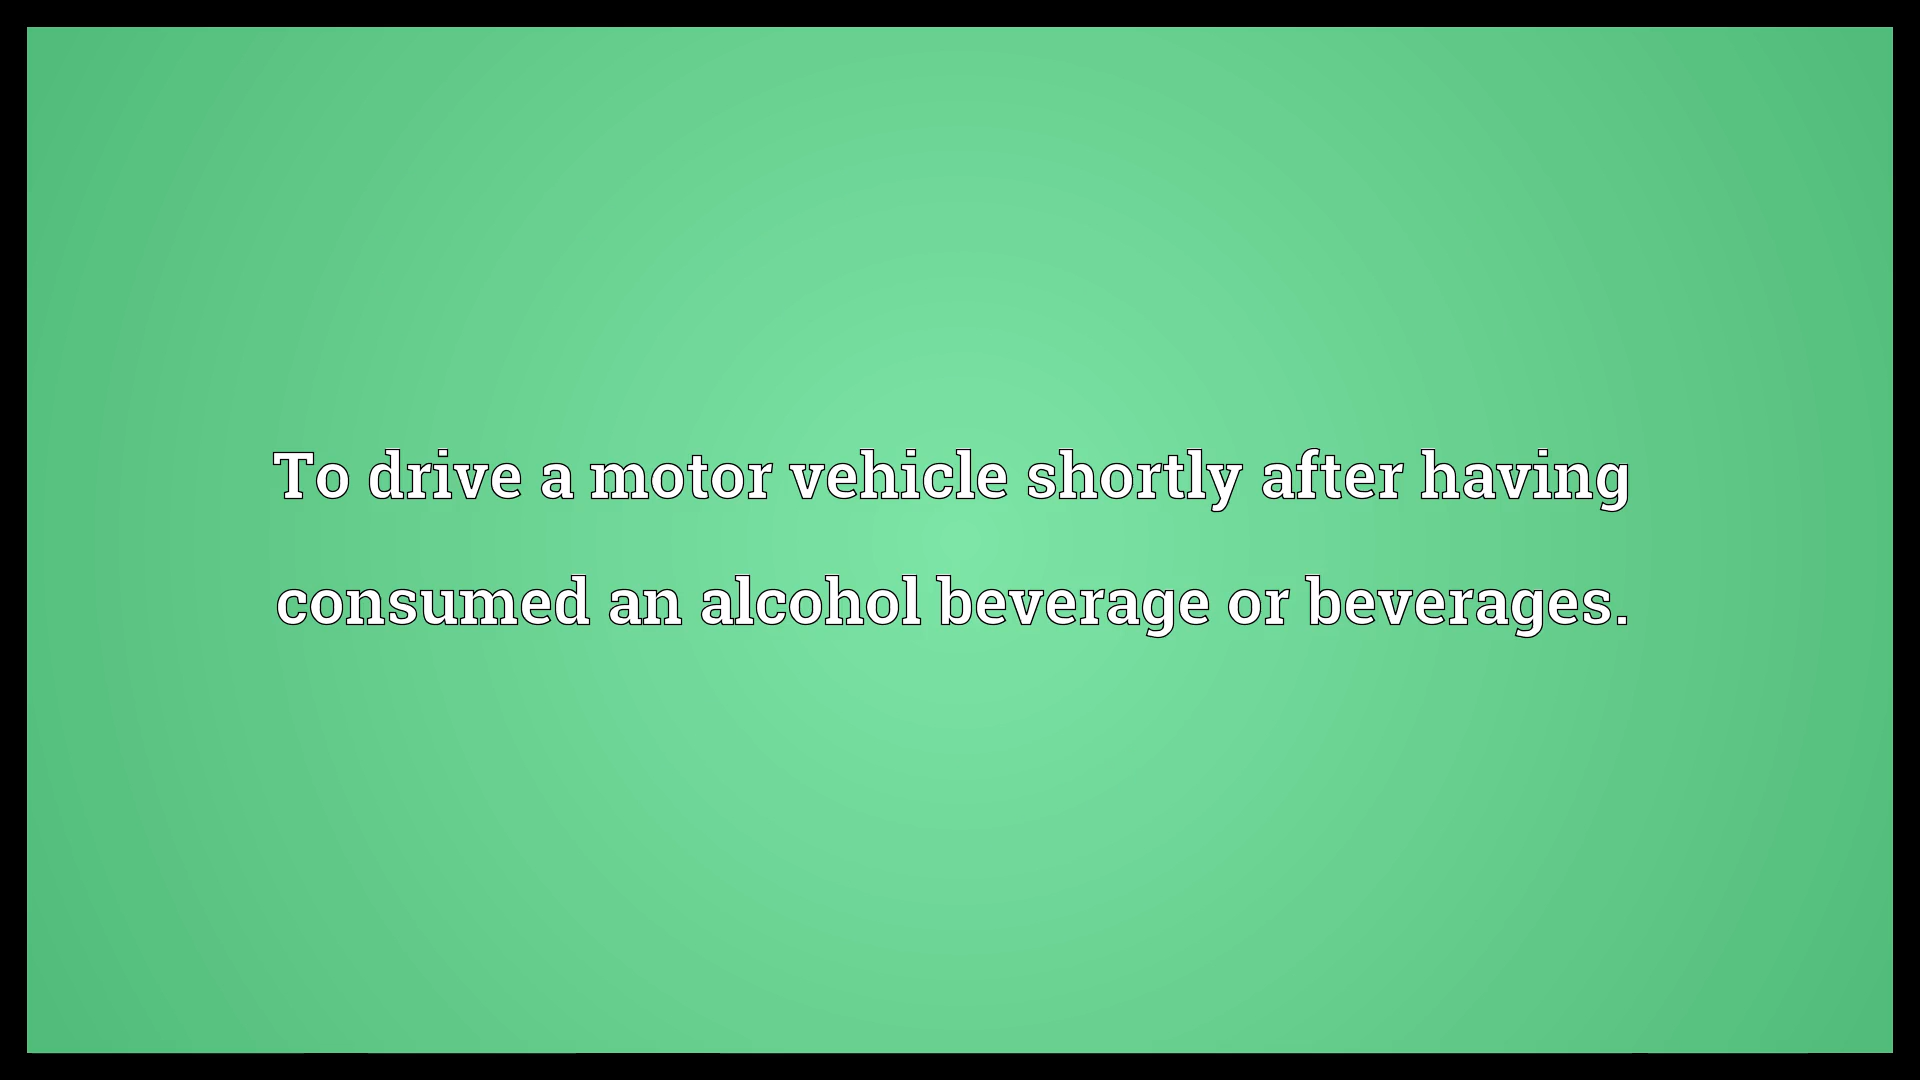 To drive a motor vehicle shortly after having
consumed an alcohol beverage or beverages.